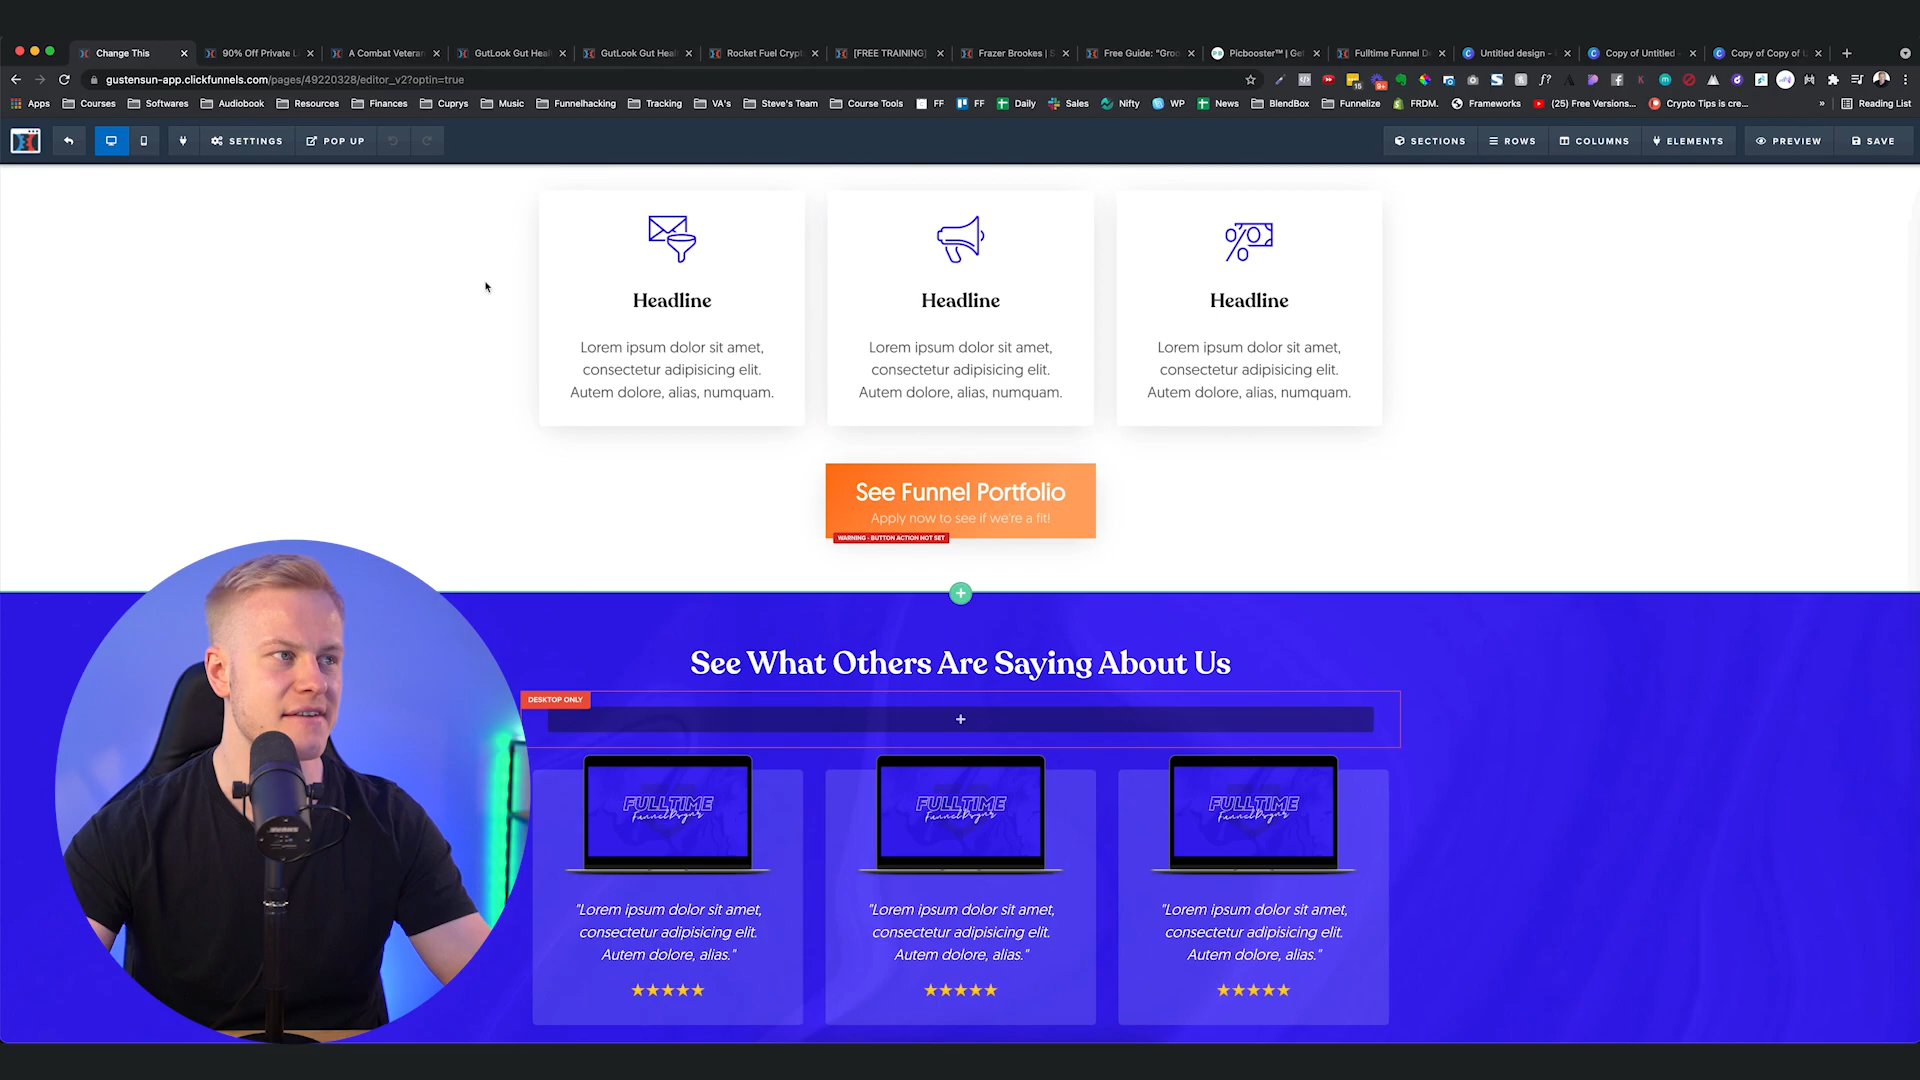 Change This
90% Off Private L
A Combat Veteran
GutLook Gut Heal
GutLook Gut Heal
Rocket Fuel Cryp
[FREE TRAINING]
Frazer Brookes | S
Free Guide: "Groo
Picbooster™ | Get
Fulltime Funnel De
Untitled design -
Copy of Untitled -
Copy of Copy of
gustensun-app.clickfunnels.com/pages/49220328/editor_v2?optin=true
Apps
Courses
Softwares
Audiobook
Resources
Finances
Cuprys
Music
Funnelhacking
Tracking
VA's
Steve's Team
Course Tools
FF
FF
Daily
Sales
Nifty
WP
News
BlendBox
Funnelize
FRDM.
Frameworks
(25) Free Versions...
Crypto Tips is cre...
»
Reading List
SETTINGS
POP UP
SECTIONS
ROWS
COLUMNS
ELEMENTS
PREVIEW
SAVE
Headline
Lorem ipsum dolor sit amet,
consectetur adipisicing elit.
Autem dolore, alias, numquam.
Headline
Lorem ipsum dolor sit amet,
consectetur adipisicing elit.
Autem dolore, alias, numquam.
Headline
Lorem ipsum dolor sit amet,
consectetur adipisicing elit.
Autem dolore, alias, numquam.
See Funnel Portfolio
Apply now to see if we're a fit!
WARNING - BUTTON ACTION NOT SET
See What Others Are Saying About Us
DESKTOP ONLY
FULLTIME
FULLTIME
FULLTIME
"Lorem ipsum dolor sit amet,
consectetur adipisicing elit.
Autem dolore, alias."
"Lorem ipsum dolor sit amet,
consectetur adipisicing elit.
Autem dolore, alias."
"Lorem ipsum dolor sit amet,
consectetur adipisicing elit.
Autem dolore, alias."
SHURE